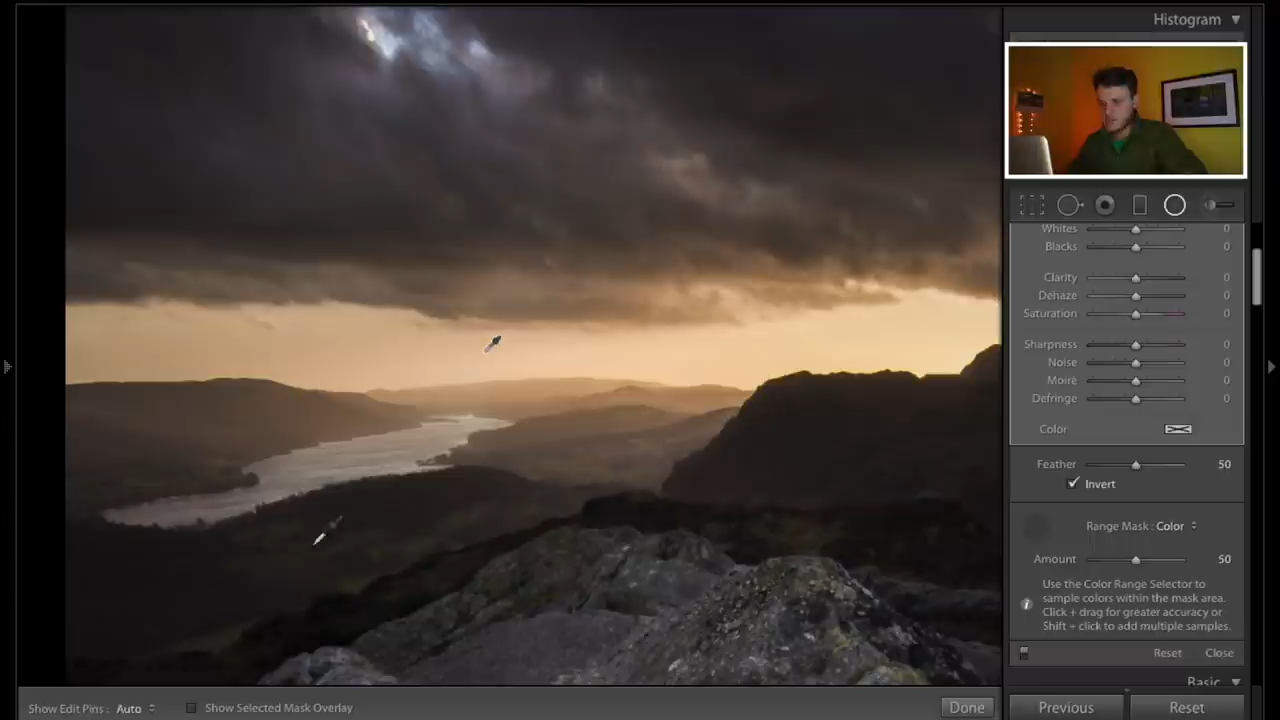 Histogram
Whites 0
Blacks 0
Clarity 0
Dehaze 0
Saturation 0
Sharpness 0
Noise 0
Moire 0
Defringe 0
Color
Feather 50
Invert
Range Mask : Color
Amount 50
Use the Color Range Selector to
sample colors within the mask area.
Click + drag for greater accuracy or
Shift + click to add multiple samples.
Reset Close
Basic
Show Edit Pins : Auto Show Selected Mask Overlay Done Previous Reset